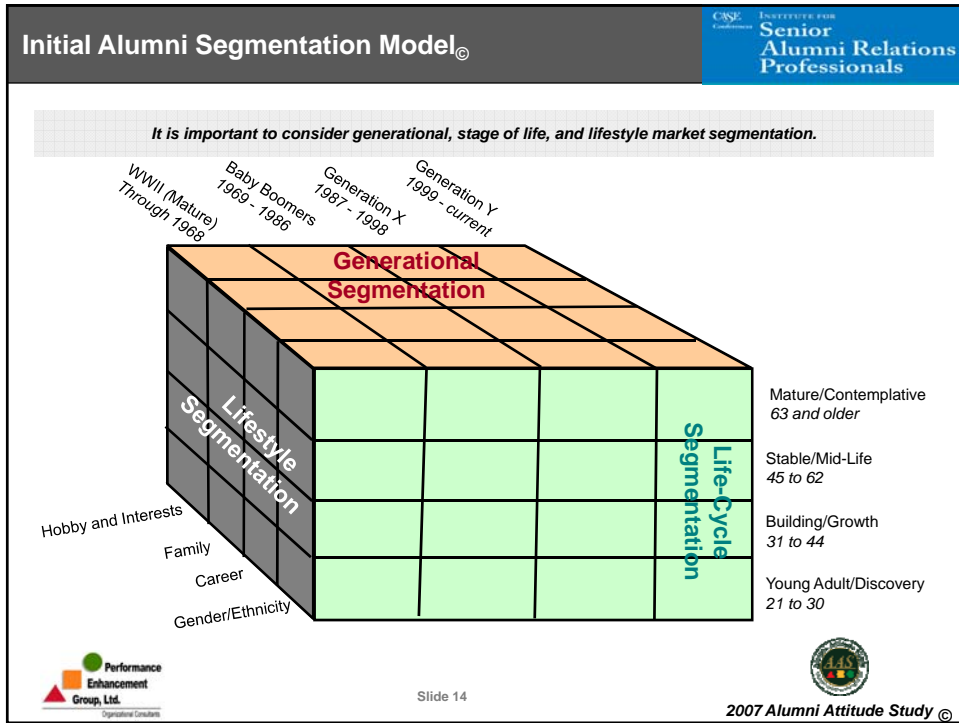 Initial Alumni Segmentation Model©
CASE Conference INSTITUTE FOR
Senior
Alumni Relations
Professionals
It is important to consider generational, stage of life, and lifestyle market segmentation.
WWII (Mature)
Through 1968
Baby Boomers
1969 - 1986
Generation X
1987 - 1998
Generation Y
1999 - current
Generational
Segmentation
Lifestyle
Segmentation
Life-Cycle
Segmentation
Mature/Contemplative
63 and older
Stable/Mid-Life
45 to 62
Building/Growth
31 to 44
Young Adult/Discovery
21 to 30
Hobby and Interests
Family
Career
Gender/Ethnicity
Performance
Enhancement
Group, Ltd.
Organizational Consultants
Slide 14
AAS
2007 Alumni Attitude Study ©